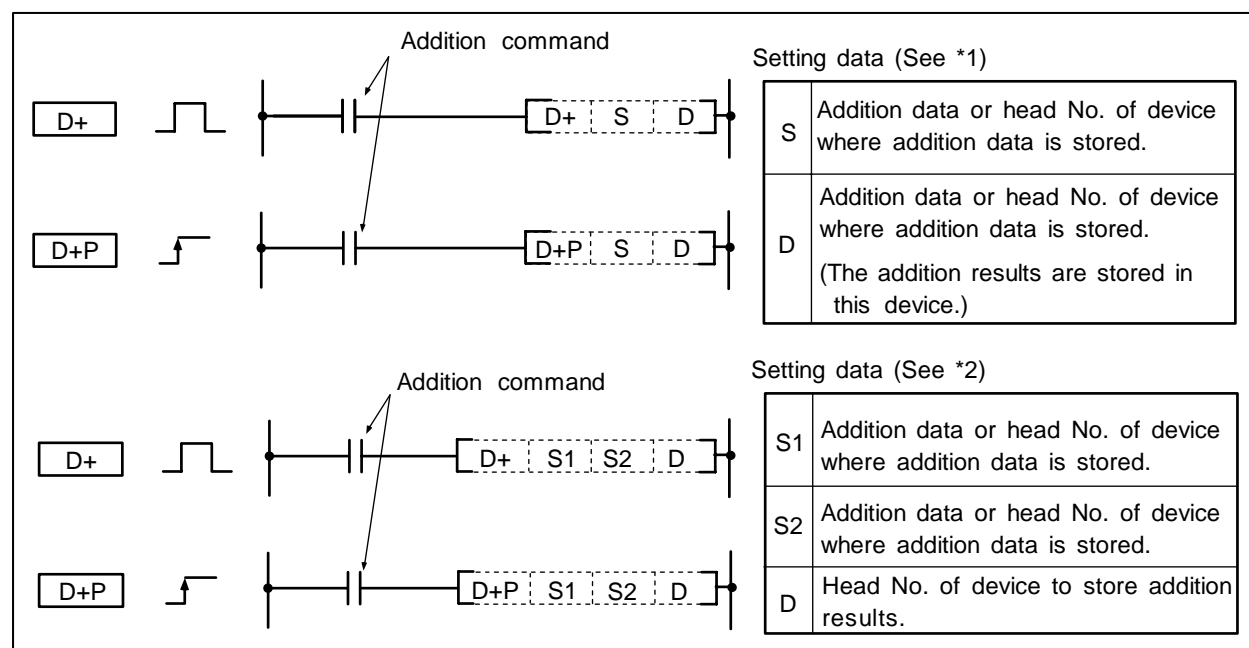 Addition command
D+
D+ S D
D+P
D+P S D
Setting data (See *1)
S
Addition data or head No. of device
where addition data is stored.
D
Addition data or head No. of device
where addition data is stored.
(The addition results are stored in
this device.)
Addition command
D+
D+ S1 S2 D
D+P
D+P S1 S2 D
Setting data (See *2)
S1
Addition data or head No. of device
where addition data is stored.
S2
Addition data or head No. of device
where addition data is stored.
D
Head No. of device to store addition
results.